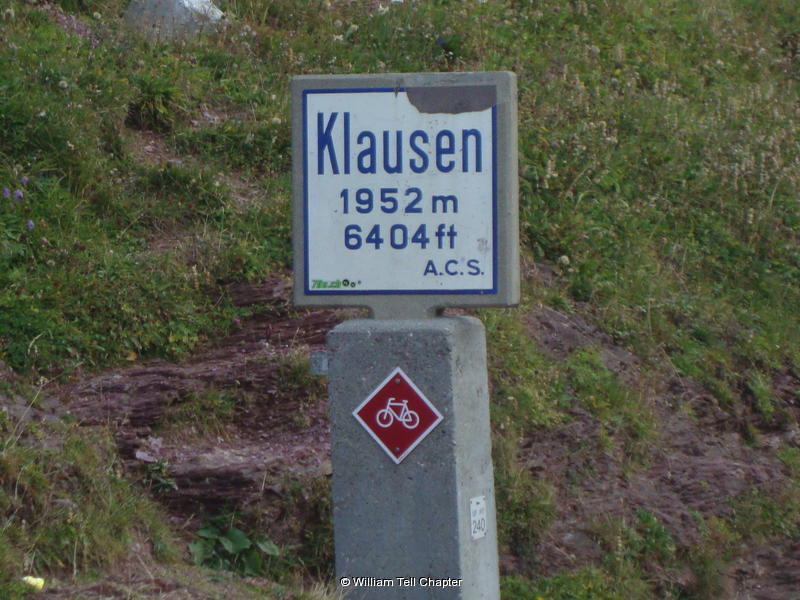 Klausen
1952 m
6404 ft
A.C.S.
240
© William Tell Chapter